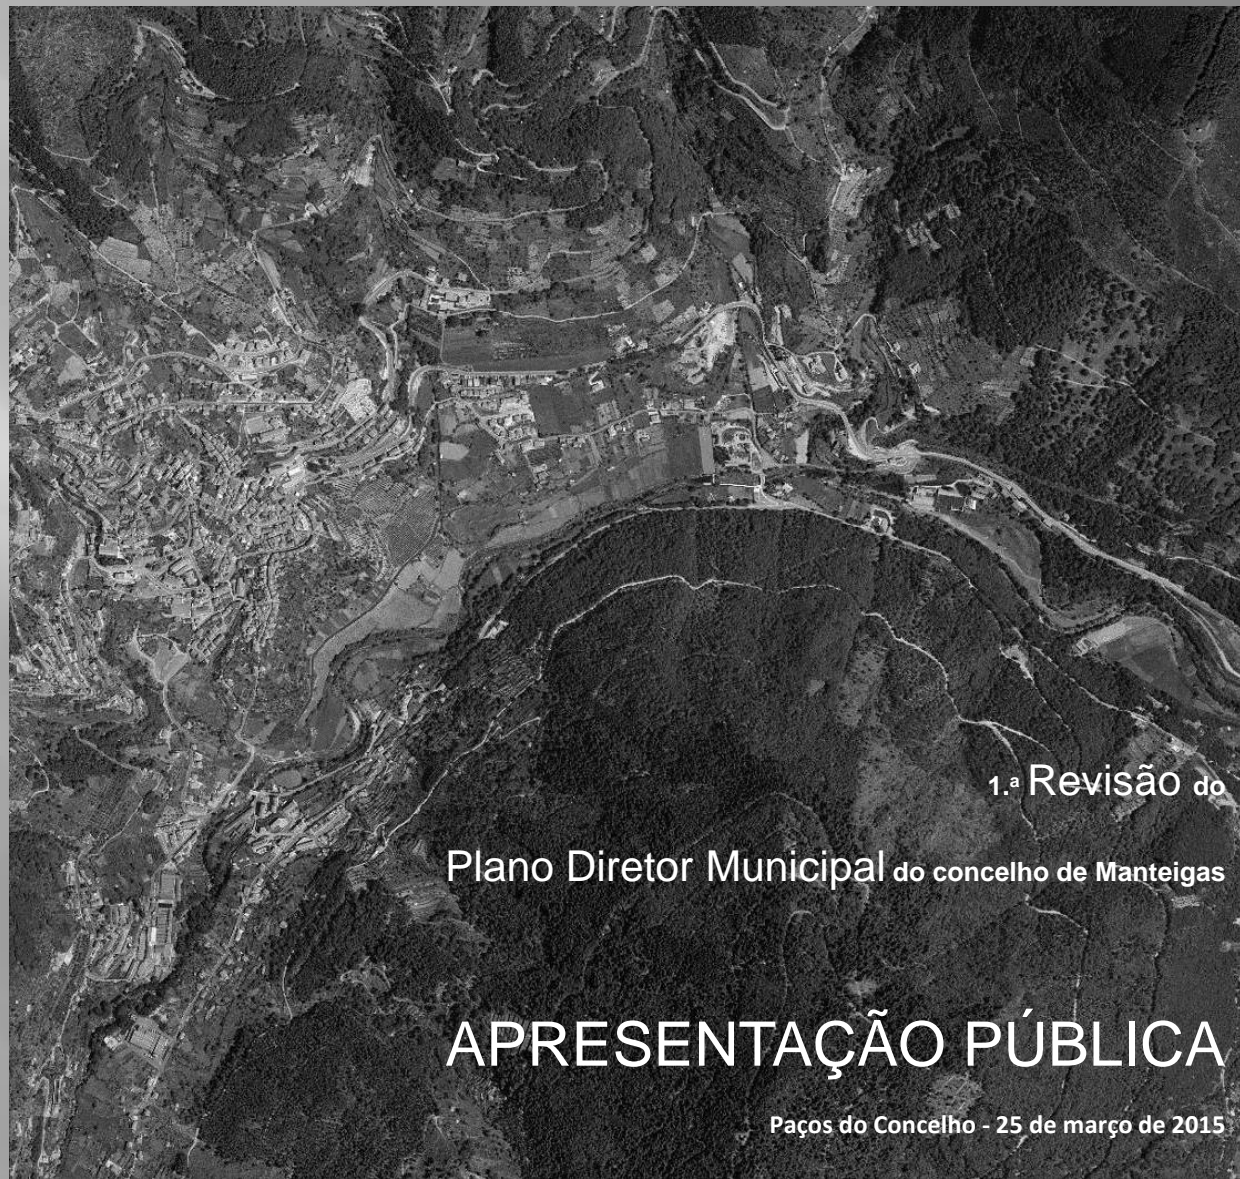 1.ª Revisão do
Plano Diretor Municipal do concelho de Manteigas
APRESENTAÇÃO PÚBLICA
Paços do Concelho - 25 de março de 2015